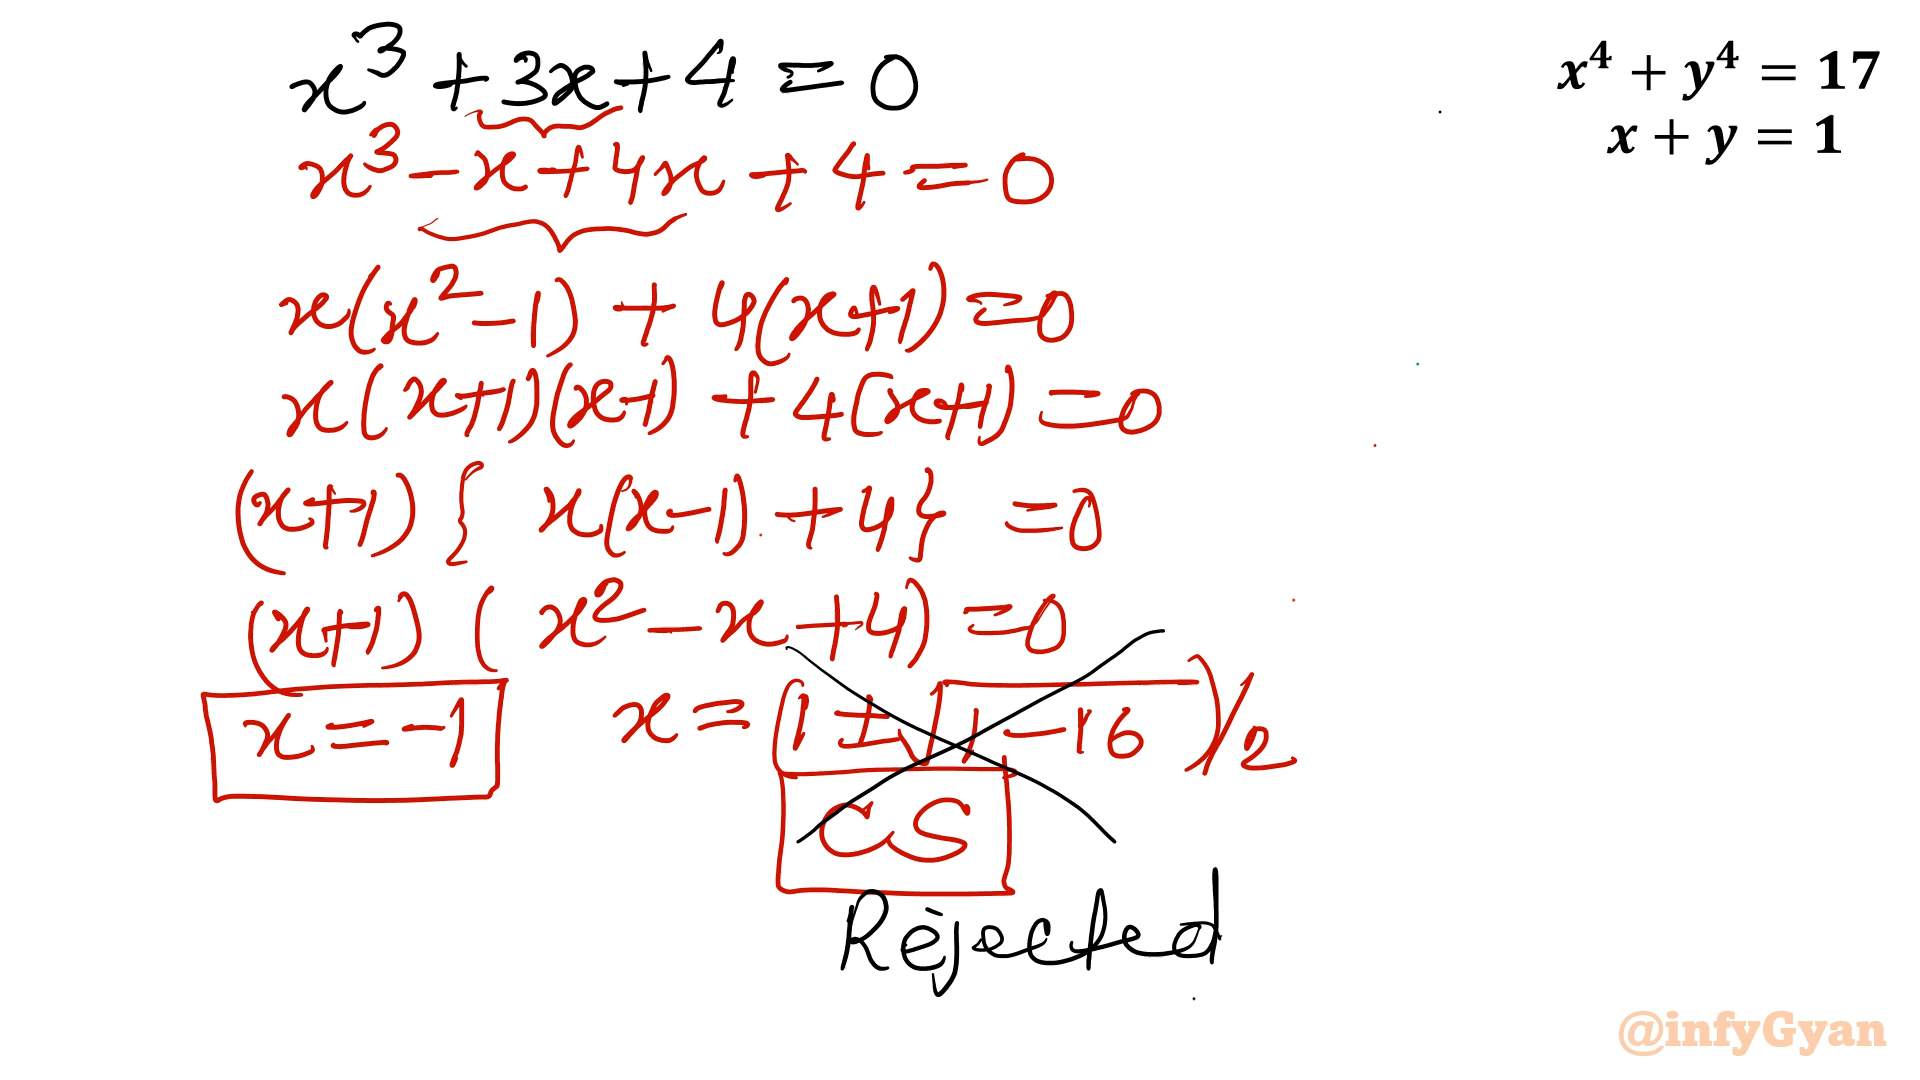 x³ + 3x + 4 = 0
x⁴ + y⁴ = 17
x + y = 1
x³ - x + 4x + 4 = 0
x(x² - 1) + 4(x+1) = 0
x(x+1)(x-1) + 4(x+1) = 0
(x+1){x(x-1) + 4} = 0
(x+1)(x² - x + 4) = 0
x = -1
x = (1 ± √1-16)/2
CS
Rejected
@infyGyan